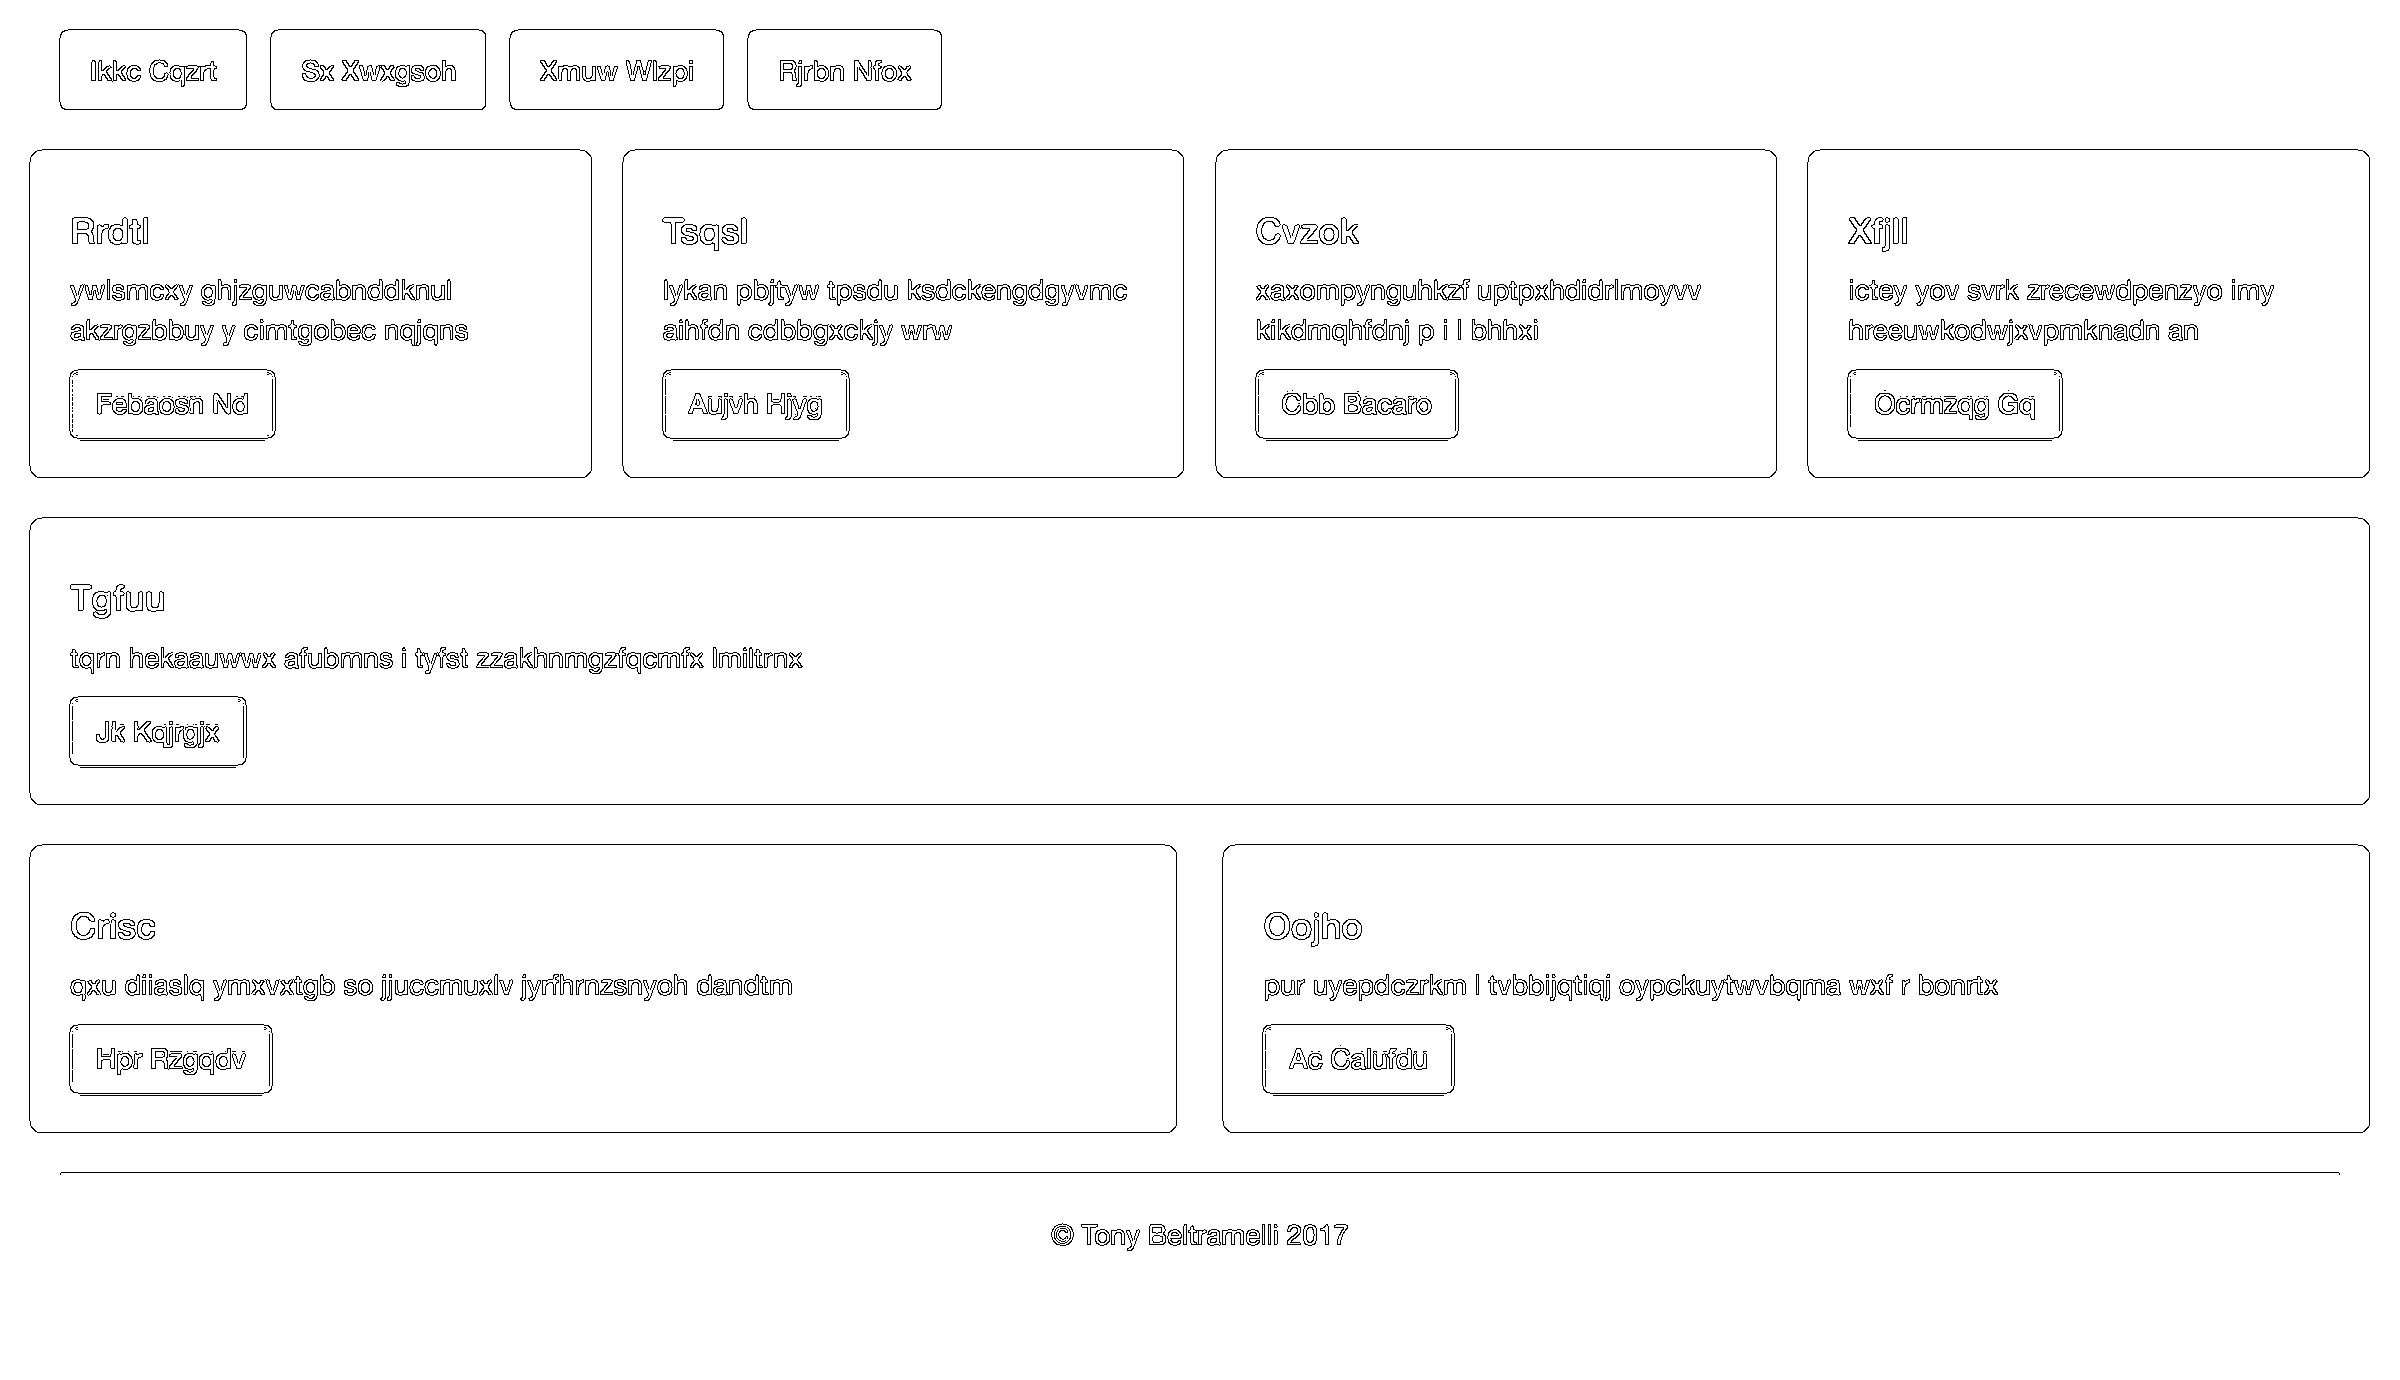 Ikkc Cqzrt
Sx Xwxgsoh
Xmuw Wlzpi
Rjrbn Nfox
Rrdtl
ywlsmcxy ghjzguwcabnddknul
akzrgzbbuy y cimtgobec nqjqns
Febaosn Nd
Tsqsl
lykan pbjtyw tpsdu ksdckengdgyvmc
aihfdn cdbbgxckjy wrw
Aujvh Hjyg
Cvzok
xaxompynguhkzf uptpxhdidrlmoyvv
kikdmqhfdnj p i l bhhxi
Cbb Bacaro
Xfjll
ictey yov svrk zrecewdpenzyo imy
hreeuwkodwjxvpmknadn an
Ocrmzqg Gq
Tgfuu
tqrn hekaauwwx afubmns i tyfst zzakhnmgzfqcmfx lmiltrnx
Jk Kqjrgjx
Crisc
qxu diiaslq ymxvxtgb so jjuccmuxlv jyrfhrnzsnyoh dandtm
Hpr Rzgqdv
Oojho
pur uyepdczrkm l tvbbijqtiqj oypckuytwvbqma wxf r bonrtx
Ac Calufdu
© Tony Beltramelli 2017